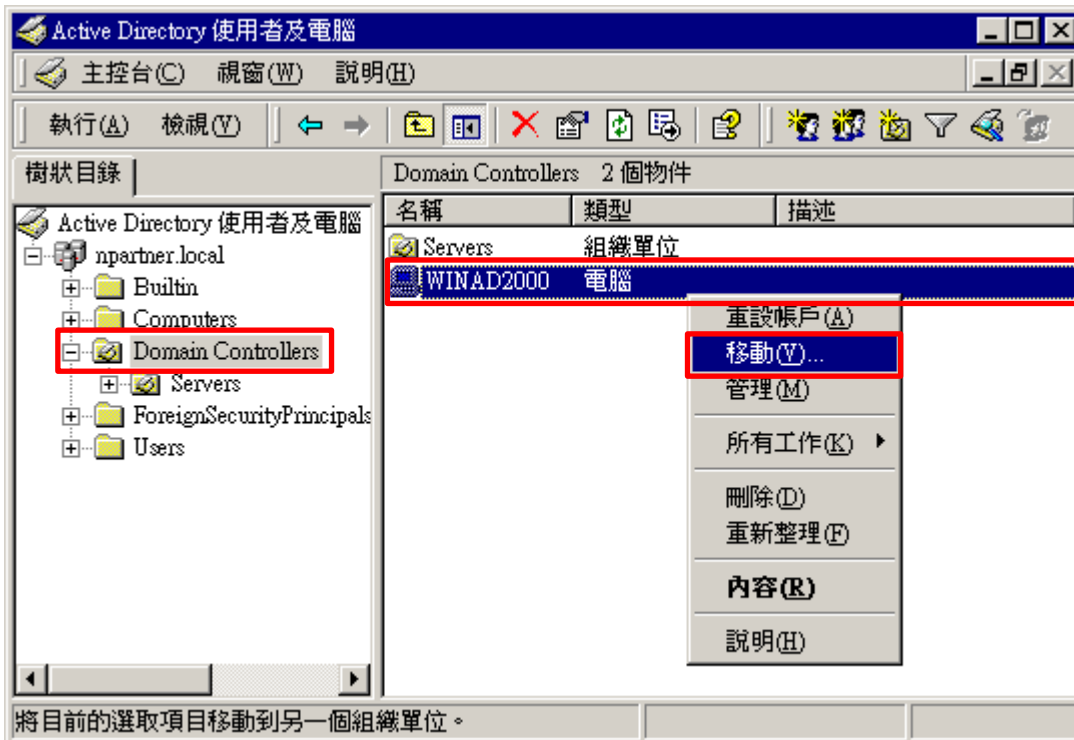 Active Directory 使用者及電腦
主控台(C) 視窗(W) 說明(H)
執行(A) 檢視(V)
樹狀目錄
Active Directory 使用者及電腦
npartner.local
Builtin
Computers
Domain Controllers
Servers
ForeignSecurityPrincipals
Users
Domain Controllers 2 個物件
名稱 類型 描述
Servers 組織單位
WINAD2000 電腦
重設帳戶(A)
移動(V)...
管理(M)
所有工作(K)
刪除(D)
重新整理(F)
內容(R)
說明(H)
將目前的選取項目移動到另一個組織單位。